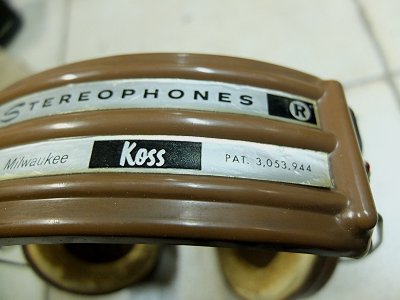 STEREOPHONES ®
Milwaukee Koss PAT. 3,053,944